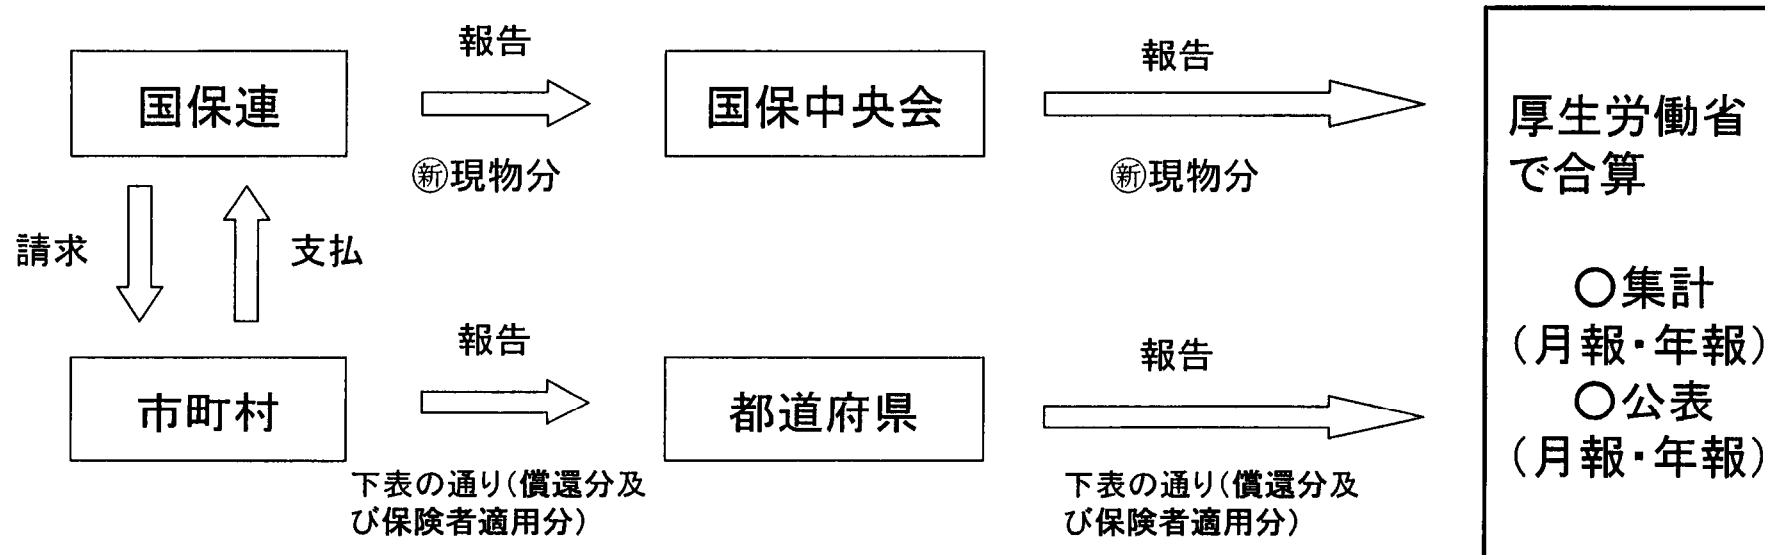 報告
報告
国保連
国保中央会
厚生労働省
で合算
㊟現物分
㊟現物分
請求
支払
○集計
(月報・年報)
報告
報告
市町村
都道府県
○公表
(月報・年報)
下表の通り(償還分及
び保険者適用分)
下表の通り(償還分及
び保険者適用分)